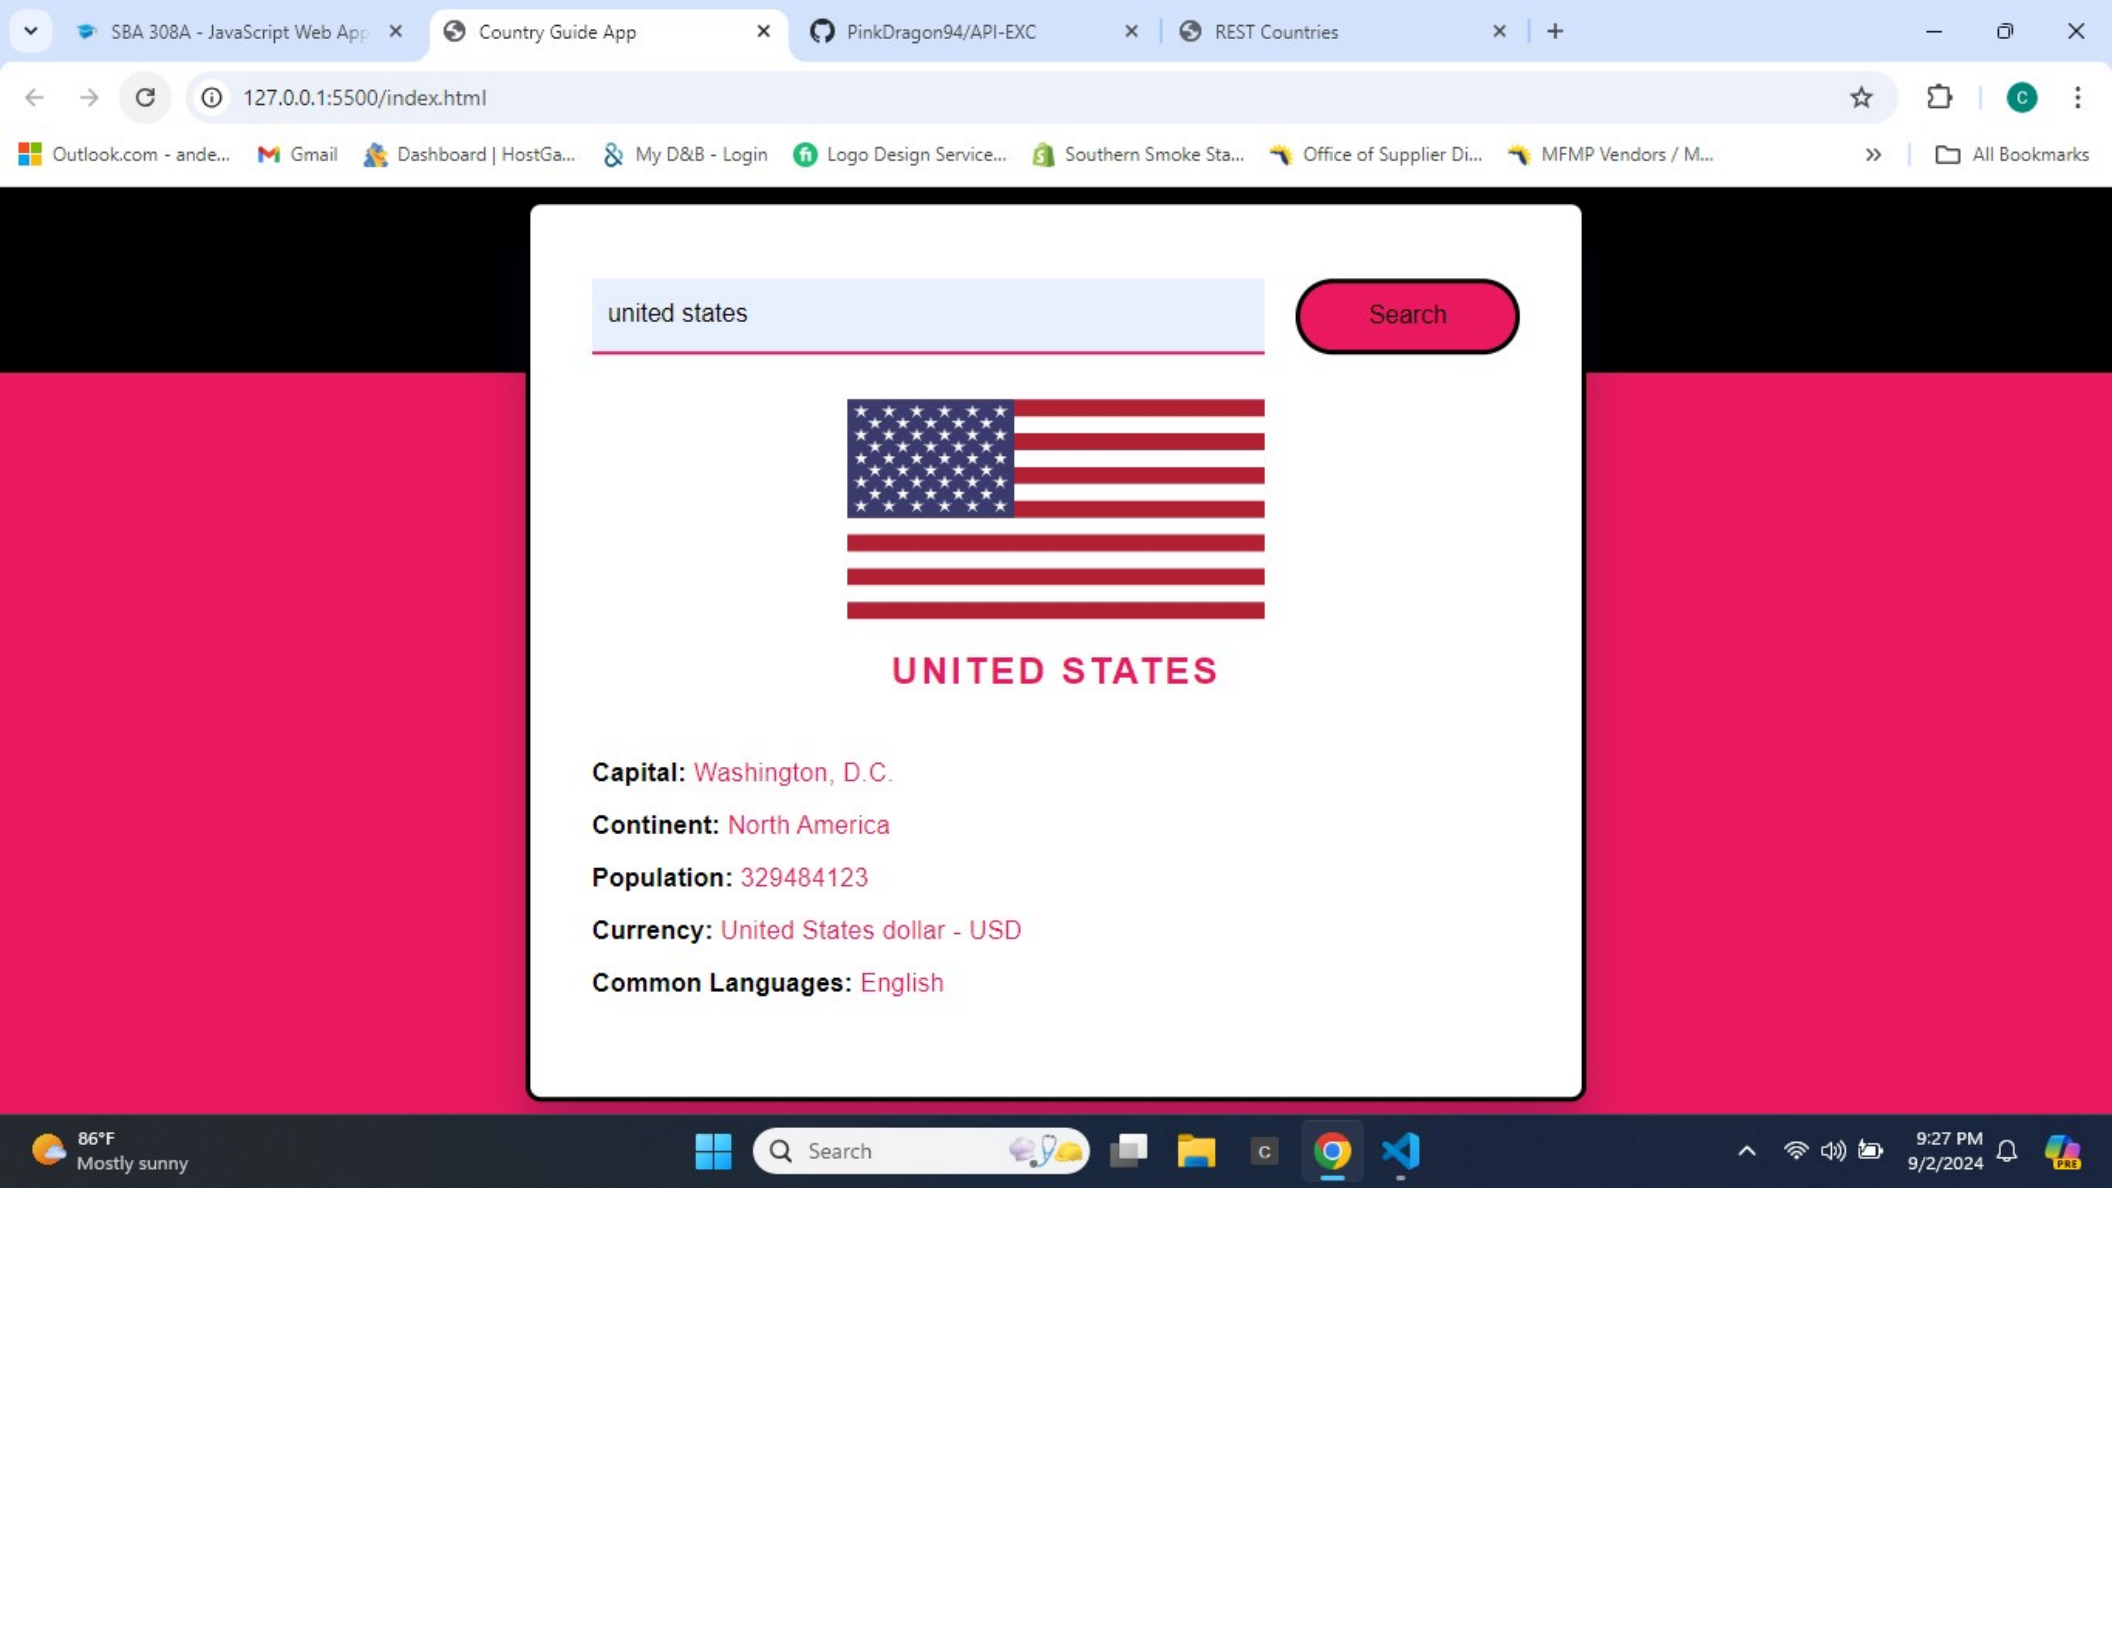 SBA 308A - JavaScript Web App
Country Guide App
PinkDragon94/API-EXC
REST Countries
127.0.0.1:5500/index.html
C
Outlook.com - ande...
Gmail
Dashboard | HostGa...
My D&B - Login
Logo Design Service...
Southern Smoke Sta...
Office of Supplier Di...
MFMP Vendors / M...
All Bookmarks
united states
Search
UNITED STATES
Capital: Washington, D.C.
Continent: North America
Population: 329484123
Currency: United States dollar - USD
Common Languages: English
86°F
Mostly sunny
Search
C
9:27 PM
9/2/2024
PRE